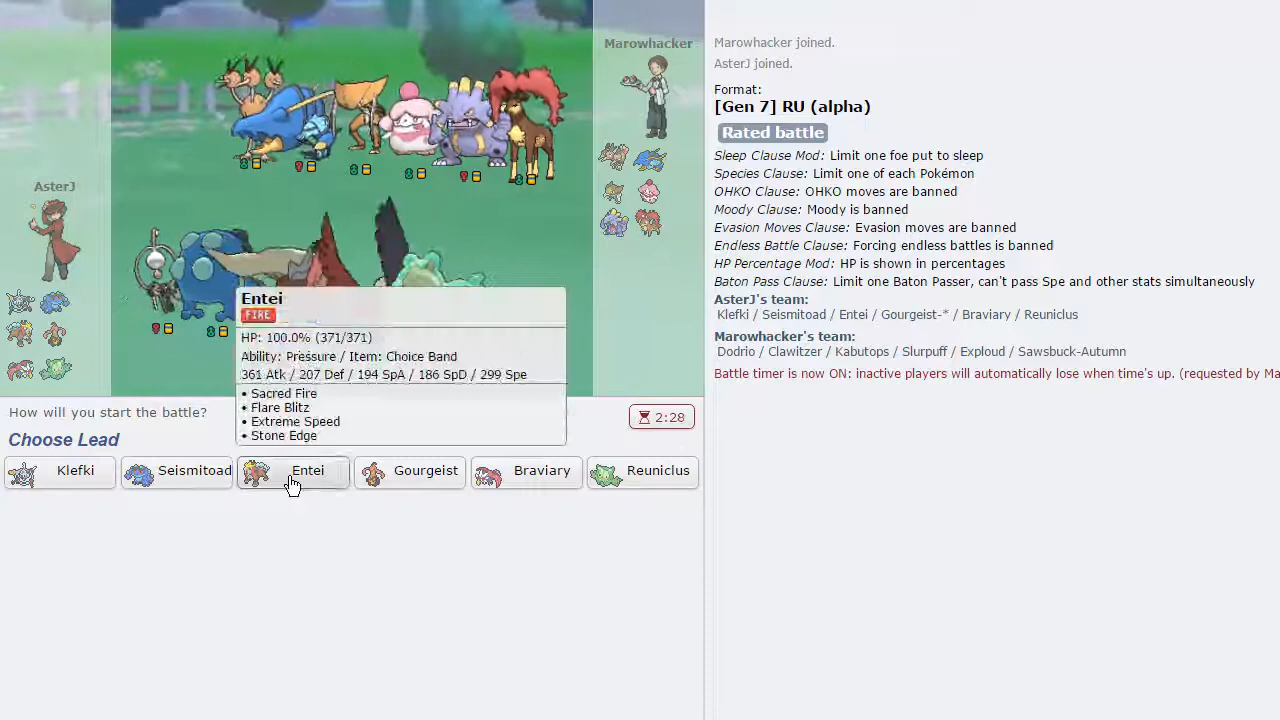 Marowhacker
AsterJ
Entei
FIRE
HP: 100.0% (371/371)
Ability: Pressure / Item: Choice Band
361 Atk / 207 Def / 194 SpA / 186 SpD / 299 Spe
• Sacred Fire
• Flare Blitz
• Extreme Speed
• Stone Edge
How will you start the battle?
2:28
Choose Lead
Klefki
Seismitoad
Entei
Gourgeist
Braviary
Reuniclus
Marowhacker joined.
AsterJ joined.
Format:
[Gen 7] RU (alpha)
Rated battle
Sleep Clause Mod: Limit one foe put to sleep
Species Clause: Limit one of each Pokémon
OHKO Clause: OHKO moves are banned
Moody Clause: Moody is banned
Evasion Moves Clause: Evasion moves are banned
Endless Battle Clause: Forcing endless battles is banned
HP Percentage Mod: HP is shown in percentages
Baton Pass Clause: Limit one Baton Passer, can't pass Spe and other stats simultaneously
AsterJ's team:
Klefki / Seismitoad / Entei / Gourgeist-* / Braviary / Reuniclus
Marowhacker's team:
Dodrio / Clawitzer / Kabutops / Slurpuff / Exploud / Sawsbuck-Autumn
Battle timer is now ON: inactive players will automatically lose when time's up. (requested by Ma